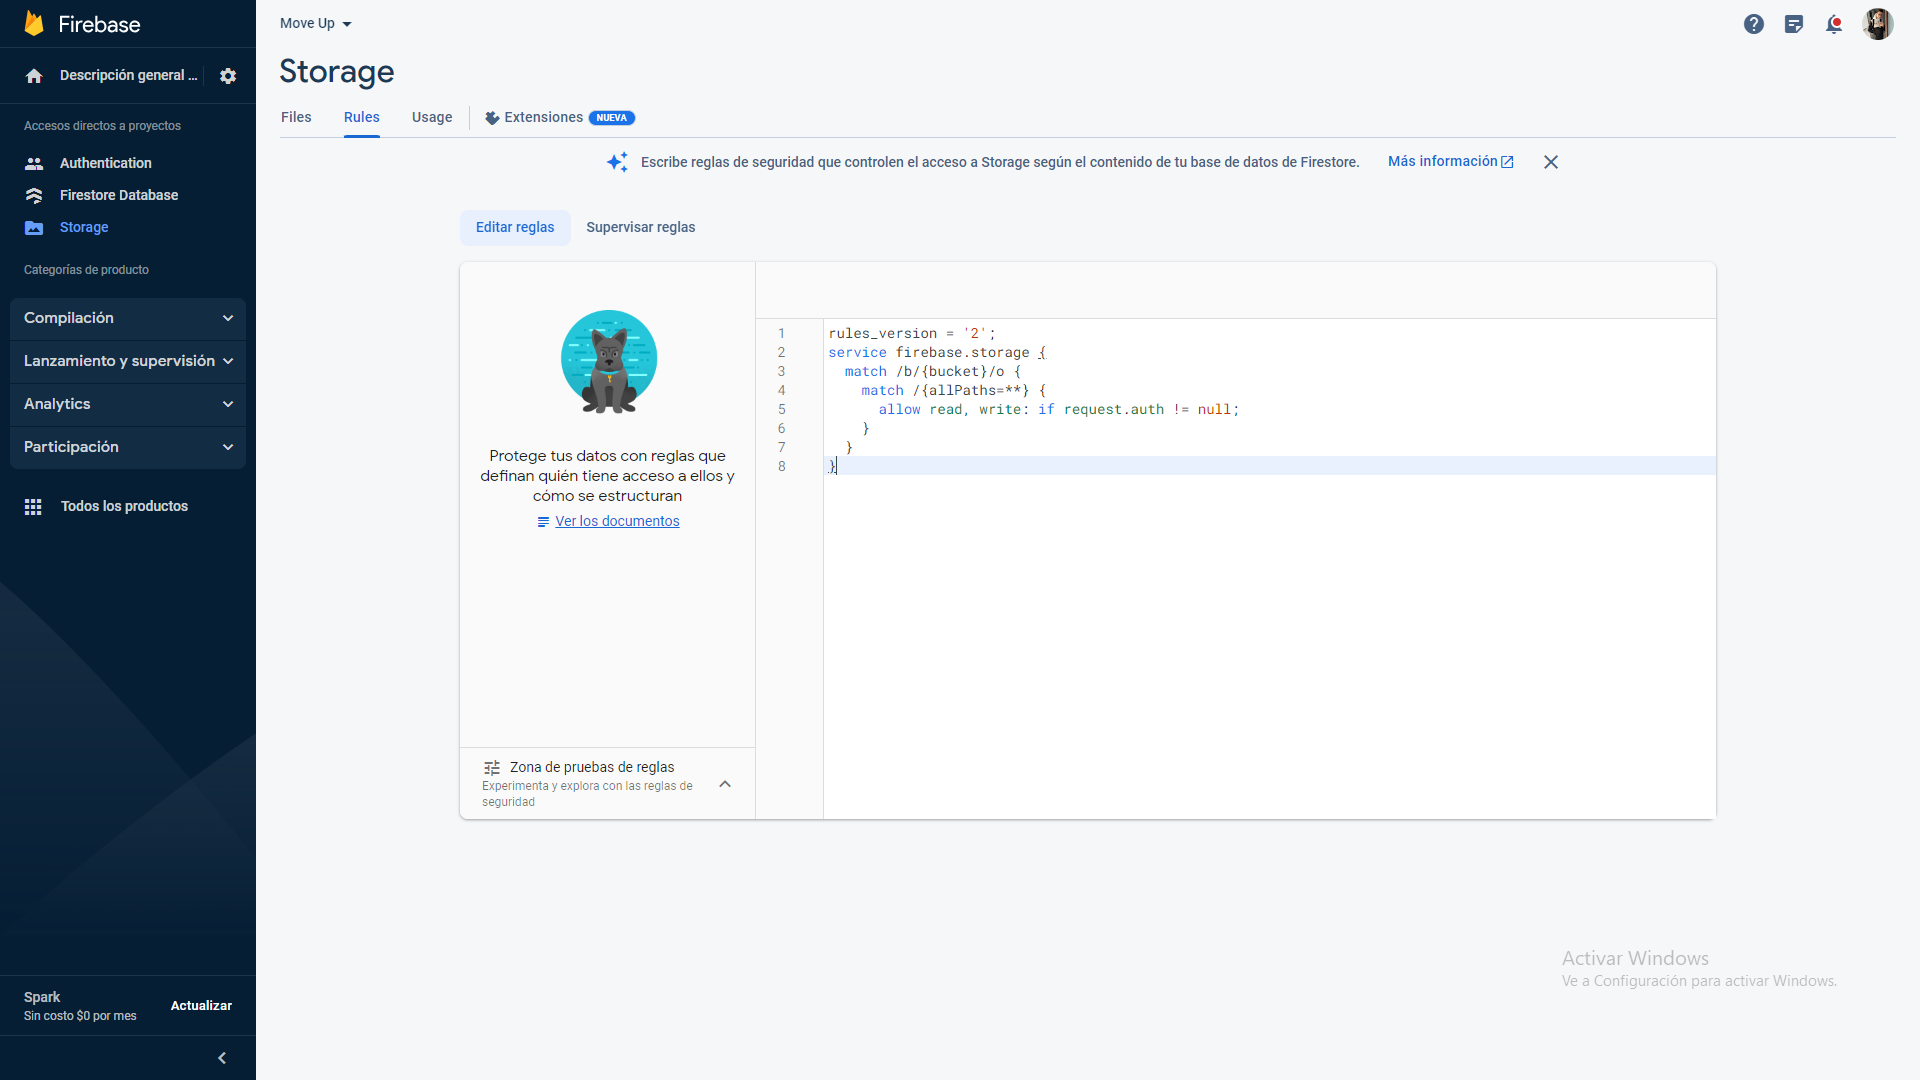 Firebase
Descripción general ...
Accesos directos a proyectos
Authentication
Firestore Database
Storage
Categorías de producto
Compilación
Lanzamiento y supervisión
Analytics
Participación
Todos los productos
Spark
Sin costo $0 por mes
Actualizar
Move Up
Storage
Files
Rules
Usage
Extensiones NUEVA
Escribe reglas de seguridad que controlen el acceso a Storage según el contenido de tu base de datos de Firestore.
Más información
Editar reglas
Supervisar reglas
Protege tus datos con reglas que
definan quién tiene acceso a ellos y
cómo se estructuran
Ver los documentos
Zona de pruebas de reglas
Experimenta y explora con las reglas de
seguridad
1 rules_version = '2';
2 service firebase.storage {
3 match /b/{bucket}/o {
4 match /{allPaths=**} {
5 allow read, write: if request.auth != null;
6 }
7 }
8 }
Activar Windows
Ve a Configuración para activar Windows.